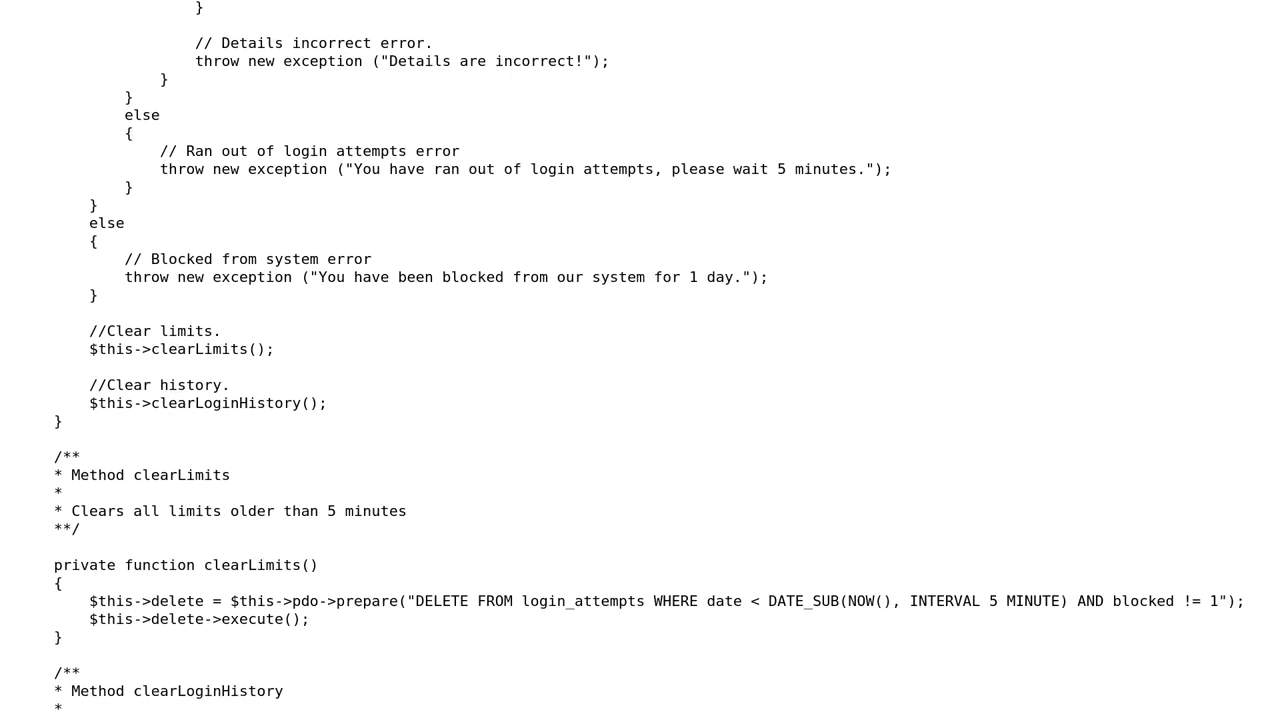 }
// Details incorrect error.
throw new exception ("Details are incorrect!");
}
}
else
{
// Ran out of login attempts error
throw new exception ("You have ran out of login attempts, please wait 5 minutes.");
}
}
else
{
// Blocked from system error
throw new exception ("You have been blocked from our system for 1 day.");
}
//Clear limits.
$this->clearLimits();
//Clear history.
$this->clearLoginHistory();
}
/**
* Method clearLimits
*
* Clears all limits older than 5 minutes
**/
private function clearLimits()
{
$this->delete = $this->pdo->prepare("DELETE FROM login_attempts WHERE date < DATE_SUB(NOW(), INTERVAL 5 MINUTE) AND blocked != 1");
$this->delete->execute();
}
/**
* Method clearLoginHistory
*